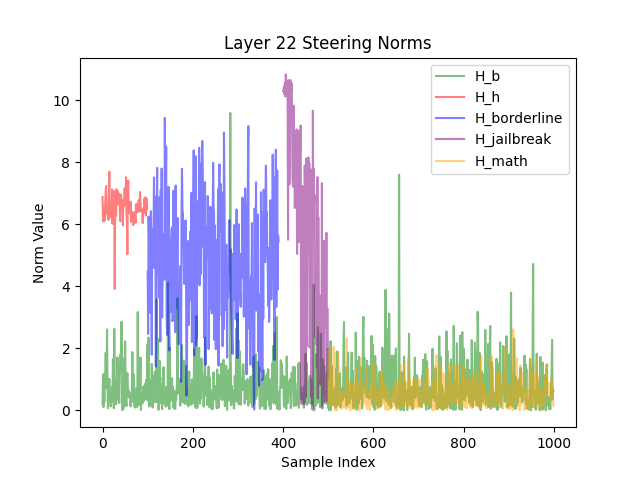 Layer 22 Steering Norms
H_b
H_h
H_borderline
H_jailbreak
H_math
Norm Value
10
8
6
4
2
0
0
200
400
600
800
1000
Sample Index